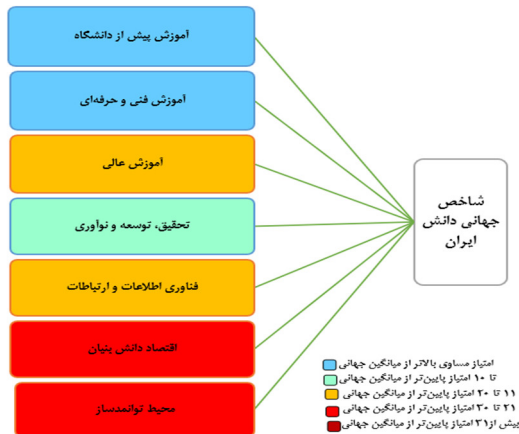 آموزش پیش از دانشگاه
آموزش فنی و حرفه‌ای
آموزش عالی
تحقیق، توسعه و نوآوری
فناوری اطلاعات و ارتباطات
اقتصاد دانش بنیان
محیط توانمندساز
شاخص
جهانی دانش
ایران
امتیاز مساوی بالاتر از میانگین جهانی
تا ۱۰ امتیاز پایین‌تر از میانگین جهانی
۱۱ تا ۲۰ امتیاز پایین‌تر از میانگین جهانی
۲۱ تا ۳۰ امتیاز پایین‌تر از میانگین جهانی
بیش از ۳۱ امتیاز پایین‌تر از میانگین جهانی